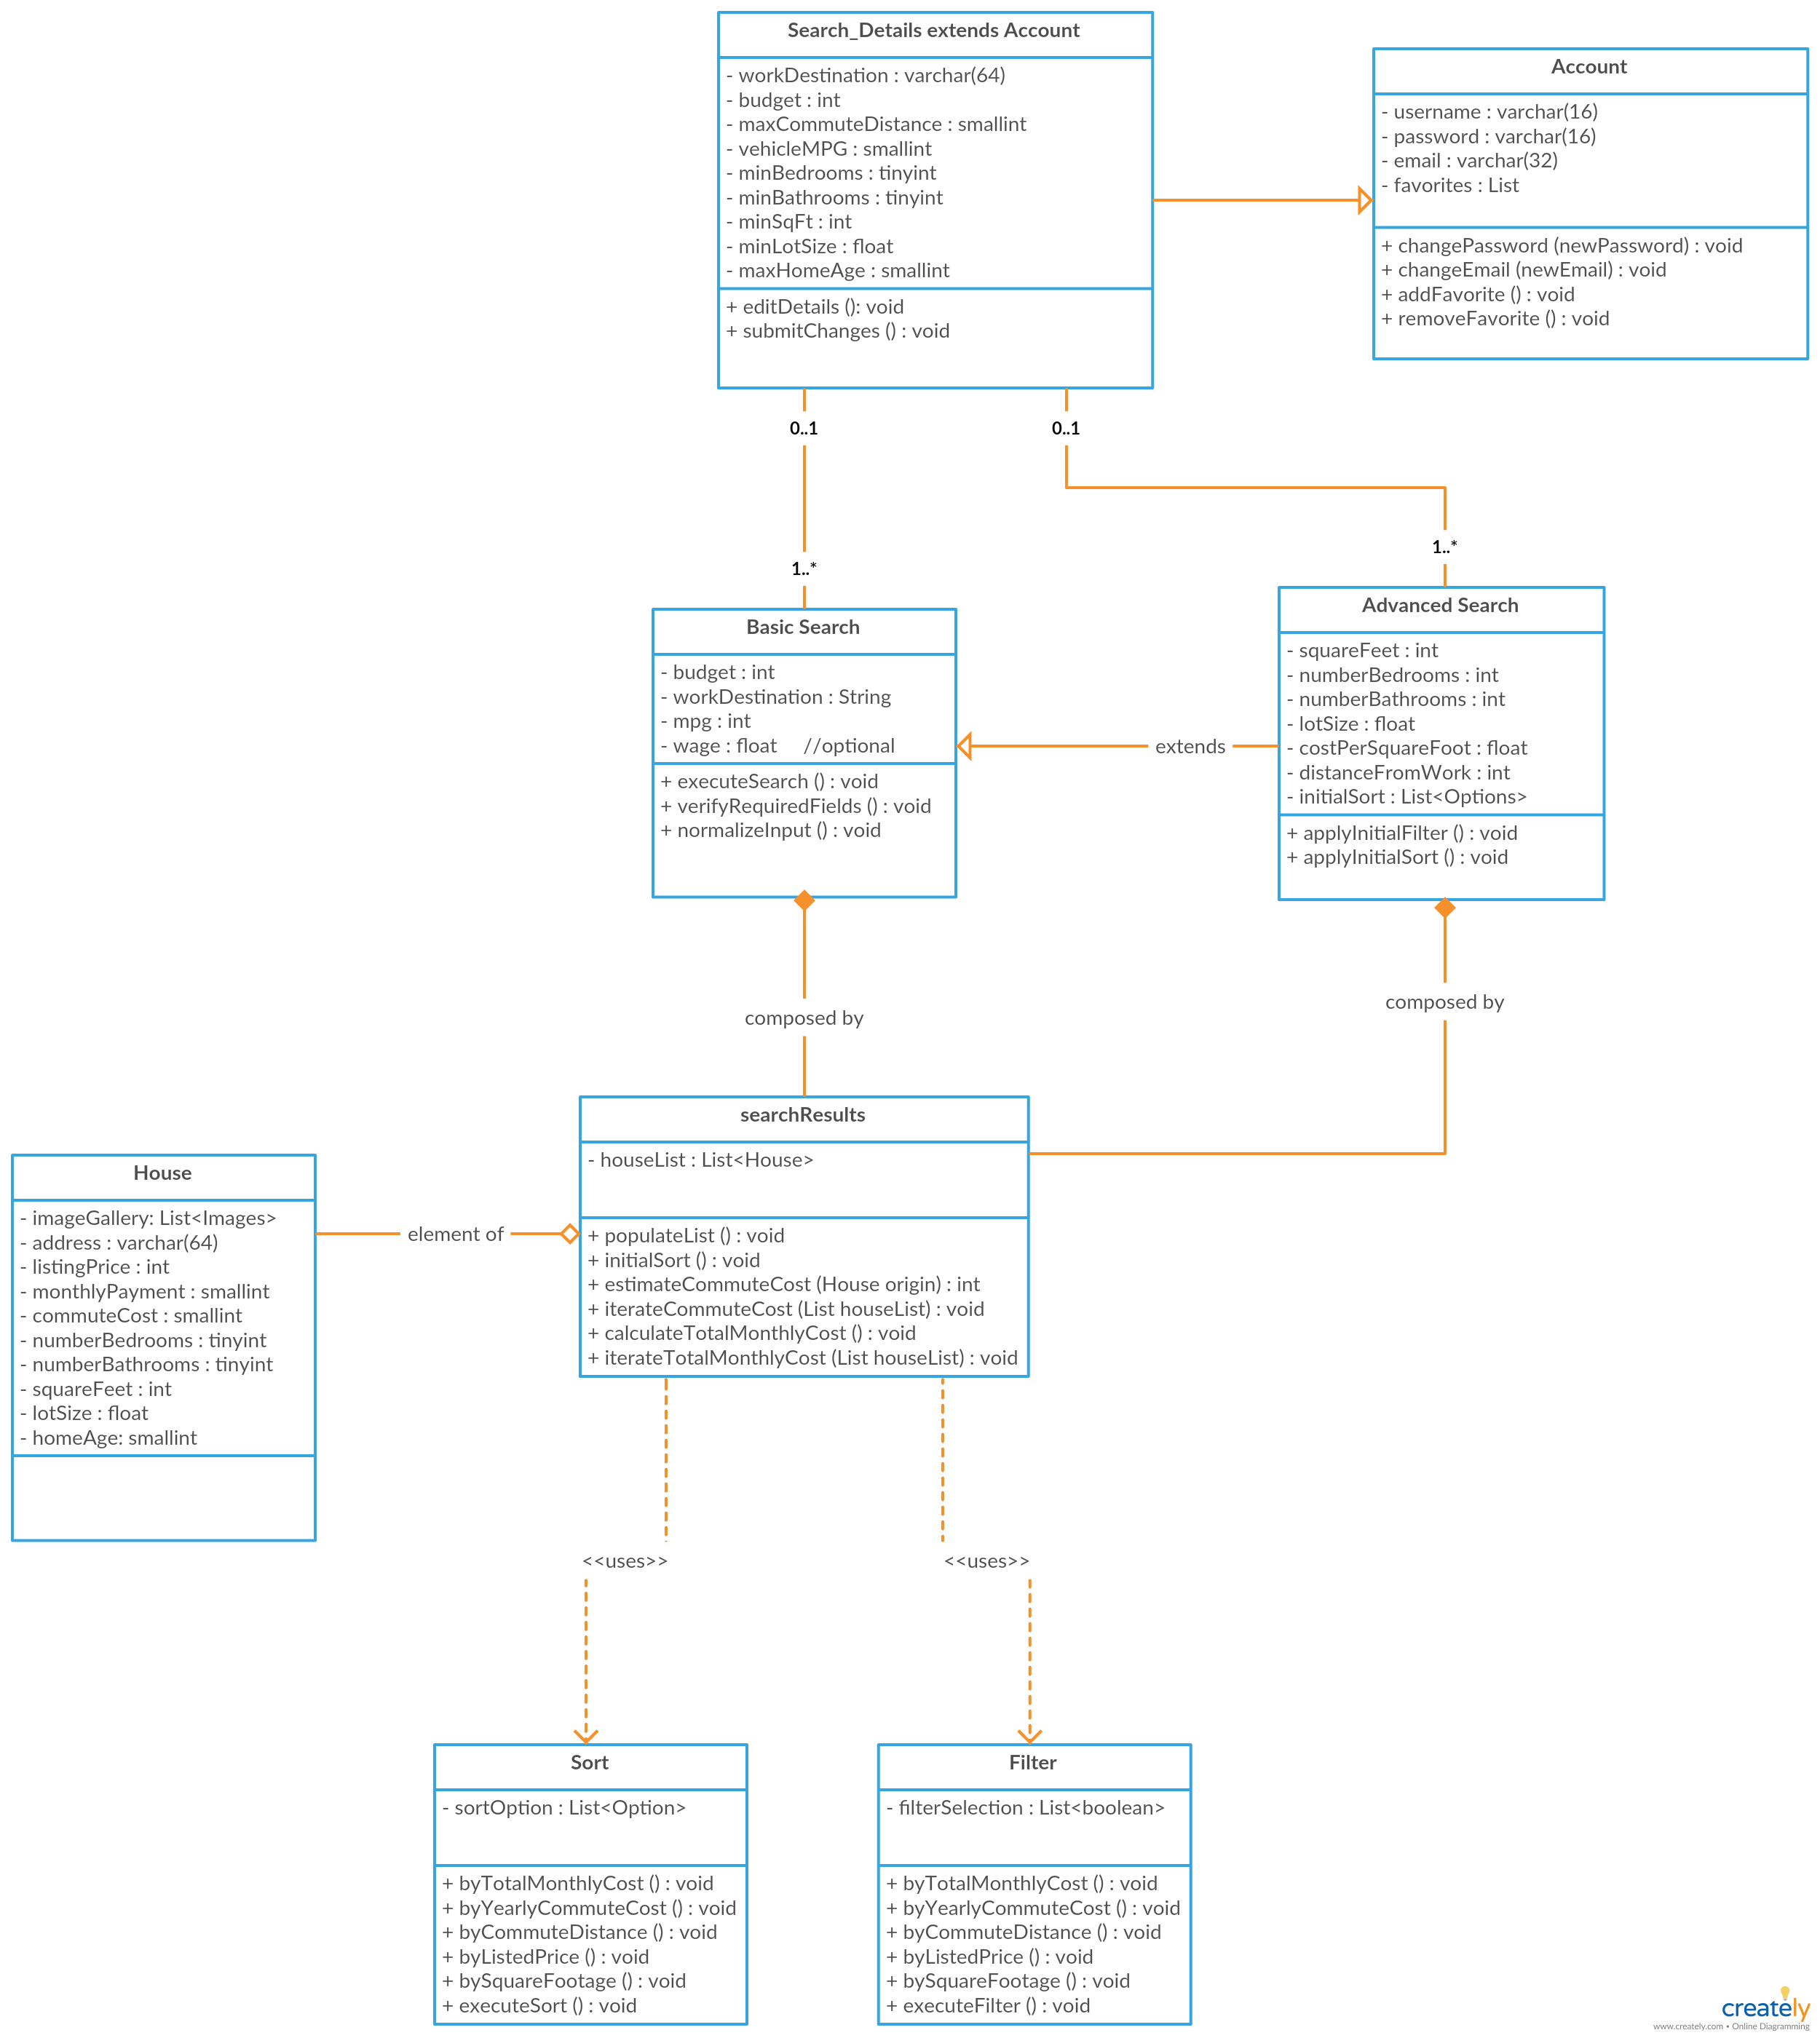 Search_Details extends Account
- workDestination : varchar(64)
- budget : int
- maxCommuteDistance : smallint
- vehicleMPG : smallint
- minBedrooms : tinyint
- minBathrooms : tinyint
- minSqFt : int
- minLotSize : float
- maxHomeAge : smallint
+ editDetails (): void
+ submitChanges () : void
Account
- username : varchar(16)
- password : varchar(16)
- email : varchar(32)
- favorites : List
+ changePassword (newPassword) : void
+ changeEmail (newEmail) : void
+ addFavorite () : void
+ removeFavorite () : void
0..1
0..1
1..*
1..*
Basic Search
- budget : int
- workDestination : String
- mpg : int
- wage : float //optional
+ executeSearch () : void
+ verifyRequiredFields () : void
+ normalizeInput () : void
extends
Advanced Search
- squareFeet : int
- numberBedrooms : int
- numberBathrooms : int
- lotSize : float
- costPerSquareFoot : float
- distanceFromWork : int
- initialSort : List<Options>
+ applyInitialFilter () : void
+ applyInitialSort () : void
composed by
composed by
House
- imageGallery: List<Images>
- address : varchar(64)
- listingPrice : int
- monthlyPayment : smallint
- commuteCost : smallint
- numberBedrooms : tinyint
- numberBathrooms : tinyint
- squareFeet : int
- lotSize : float
- homeAge: smallint
element of
searchResults
- houseList : List<House>
+ populateList () : void
+ initialSort () : void
+ estimateCommuteCost (House origin) : int
+ iterateCommuteCost (List houseList) : void
+ calculateTotalMonthlyCost () : void
+ iterateTotalMonthlyCost (List houseList) : void
<<uses>>
<<uses>>
Sort
- sortOption : List<Option>
+ byTotalMonthlyCost () : void
+ byYearlyCommuteCost () : void
+ byCommuteDistance () : void
+ byListedPrice () : void
+ bySquareFootage () : void
+ executeSort () : void
Filter
- filterSelection : List<boolean>
+ byTotalMonthlyCost () : void
+ byYearlyCommuteCost () : void
+ byCommuteDistance () : void
+ byListedPrice () : void
+ bySquareFootage () : void
+ executeFilter () : void
creately
www.creately.com • Online Diagramming